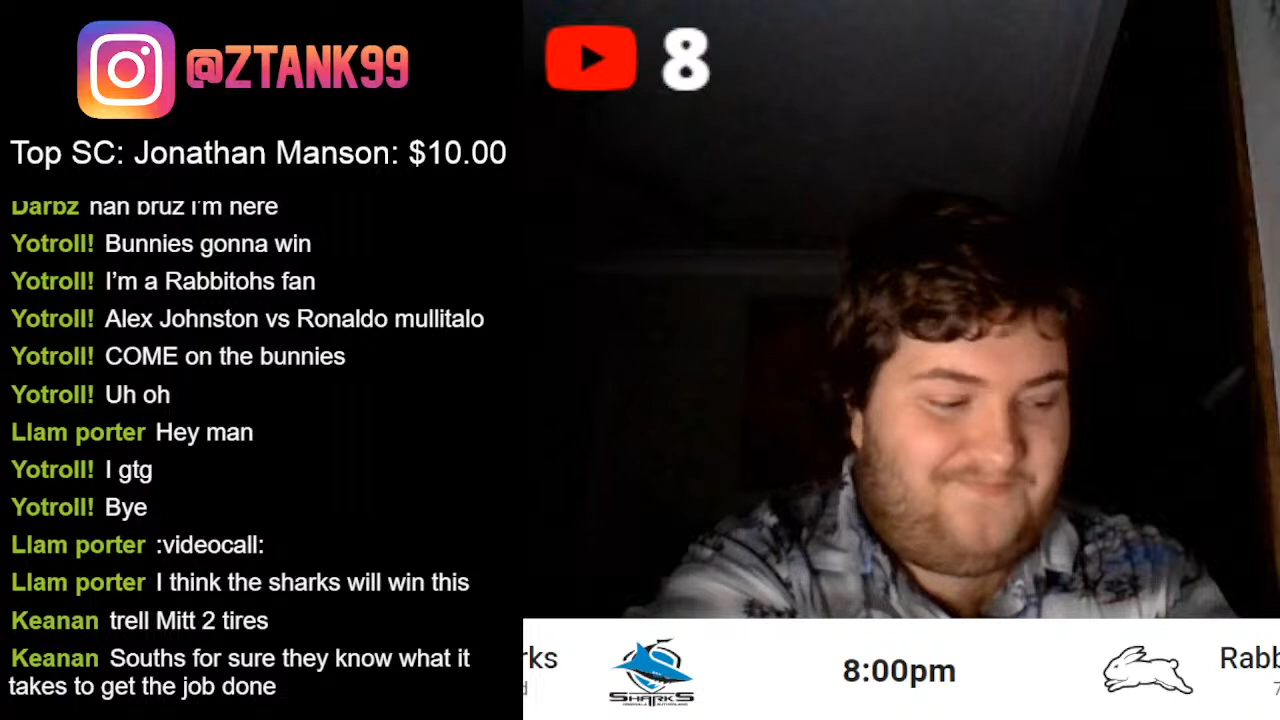 @ZTANK99
8
Top SC: Jonathan Manson: $10.00
Darbz nah bruz I'm here
Yotroll! Bunnies gonna win
Yotroll! I’m a Rabbitohs fan
Yotroll! Alex Johnston vs Ronaldo mullitalo
Yotroll! COME on the bunnies
Yotroll! Uh oh
Llam porter Hey man
Yotroll! I gtg
Yotroll! Bye
Llam porter :videocall:
Llam porter I think the sharks will win this
Keanan trell Mitt 2 tires
Keanan Souths for sure they know what it
takes to get the job done
rks
SHARKS
8:00pm
Rabb
7